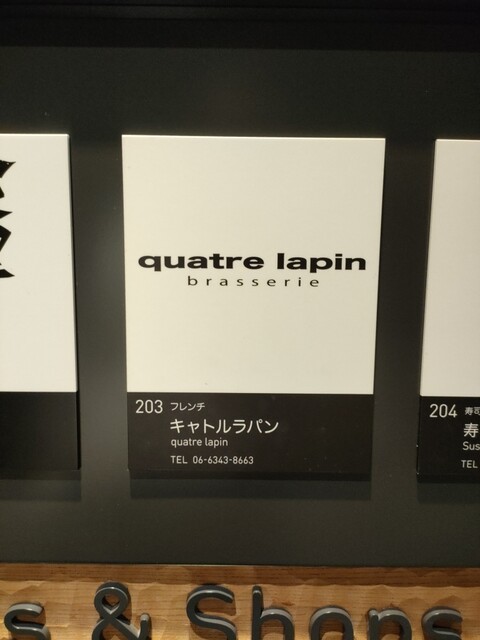 quatre lapin
brasserie
203 フレンチ
キャトルラパン
quatre lapin
TEL 06-6343-8663
204 寿司
寿
Sus
TEL
s & Shops